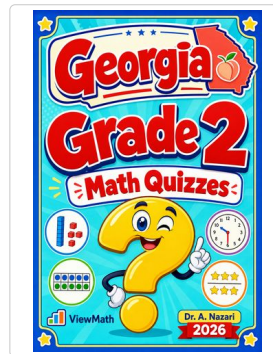 Georgia
Grade 2
Math Quizzes
ViewMath
Dr. A. Nazari
2026